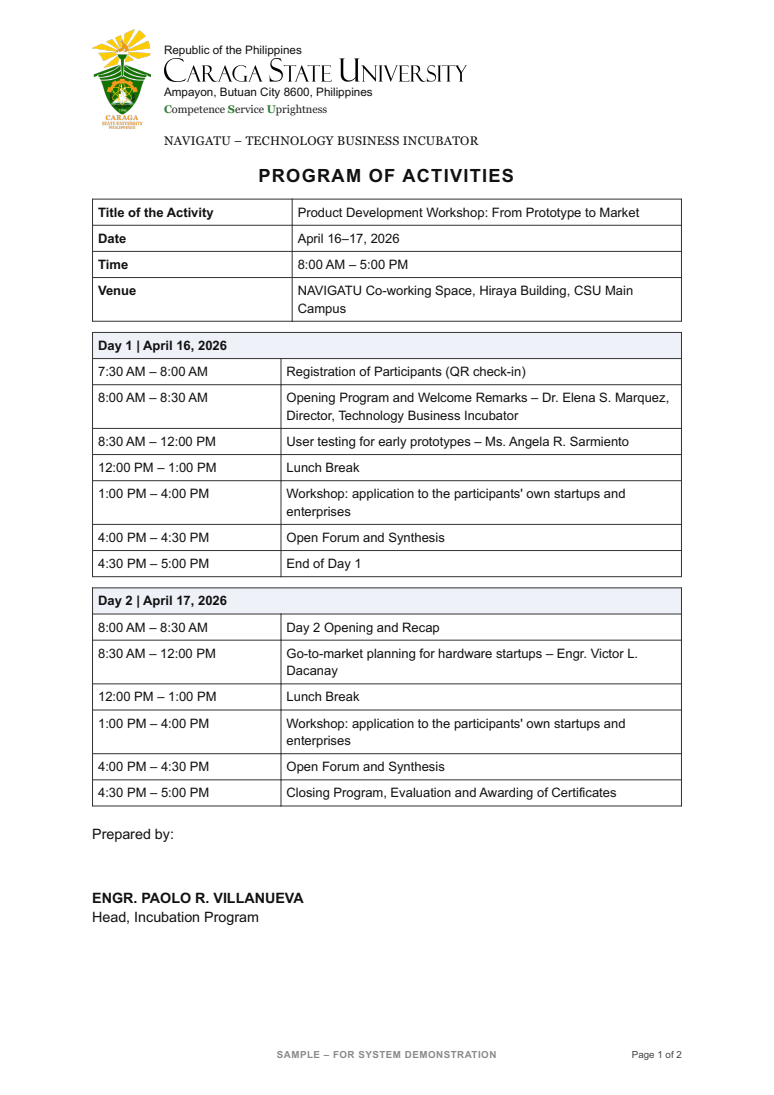 Republic of the Philippines
CARAGA STATE UNIVERSITY
Ampayon, Butuan City 8600, Philippines
Competence Service Uprightness
CARAGA
STATE UNIVERSITY
PHILIPPINES
NAVIGATU – TECHNOLOGY BUSINESS INCUBATOR
PROGRAM OF ACTIVITIES
Title of the Activity Product Development Workshop: From Prototype to Market
Date April 16–17, 2026
Time 8:00 AM – 5:00 PM
Venue NAVIGATU Co-working Space, Hiraya Building, CSU Main
Campus
Day 1 | April 16, 2026
7:30 AM – 8:00 AM Registration of Participants (QR check-in)
8:00 AM – 8:30 AM Opening Program and Welcome Remarks – Dr. Elena S. Marquez,
Director, Technology Business Incubator
8:30 AM – 12:00 PM User testing for early prototypes – Ms. Angela R. Sarmiento
12:00 PM – 1:00 PM Lunch Break
1:00 PM – 4:00 PM Workshop: application to the participants' own startups and
enterprises
4:00 PM – 4:30 PM Open Forum and Synthesis
4:30 PM – 5:00 PM End of Day 1
Day 2 | April 17, 2026
8:00 AM – 8:30 AM Day 2 Opening and Recap
8:30 AM – 12:00 PM Go-to-market planning for hardware startups – Engr. Victor L.
Dacanay
12:00 PM – 1:00 PM Lunch Break
1:00 PM – 4:00 PM Workshop: application to the participants' own startups and
enterprises
4:00 PM – 4:30 PM Open Forum and Synthesis
4:30 PM – 5:00 PM Closing Program, Evaluation and Awarding of Certificates
Prepared by:
ENGR. PAOLO R. VILLANUEVA
Head, Incubation Program
SAMPLE – FOR SYSTEM DEMONSTRATION Page 1 of 2